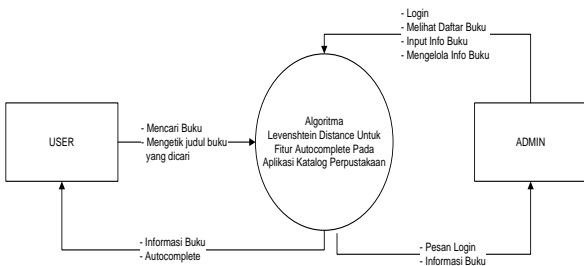 - Login
- Melihat Daftar Buku
- Input Info Buku
- Mengelola Info Buku
USER
- Mencari Buku
- Mengetik judul buku
yang dicari
Algoritma
Levenshtein Distance Untuk
Fitur Autocomplete Pada
Aplikasi Katalog Perpustakaan
ADMIN
- Informasi Buku
- Autocomplete
- Pesan Login
- Informasi Buku